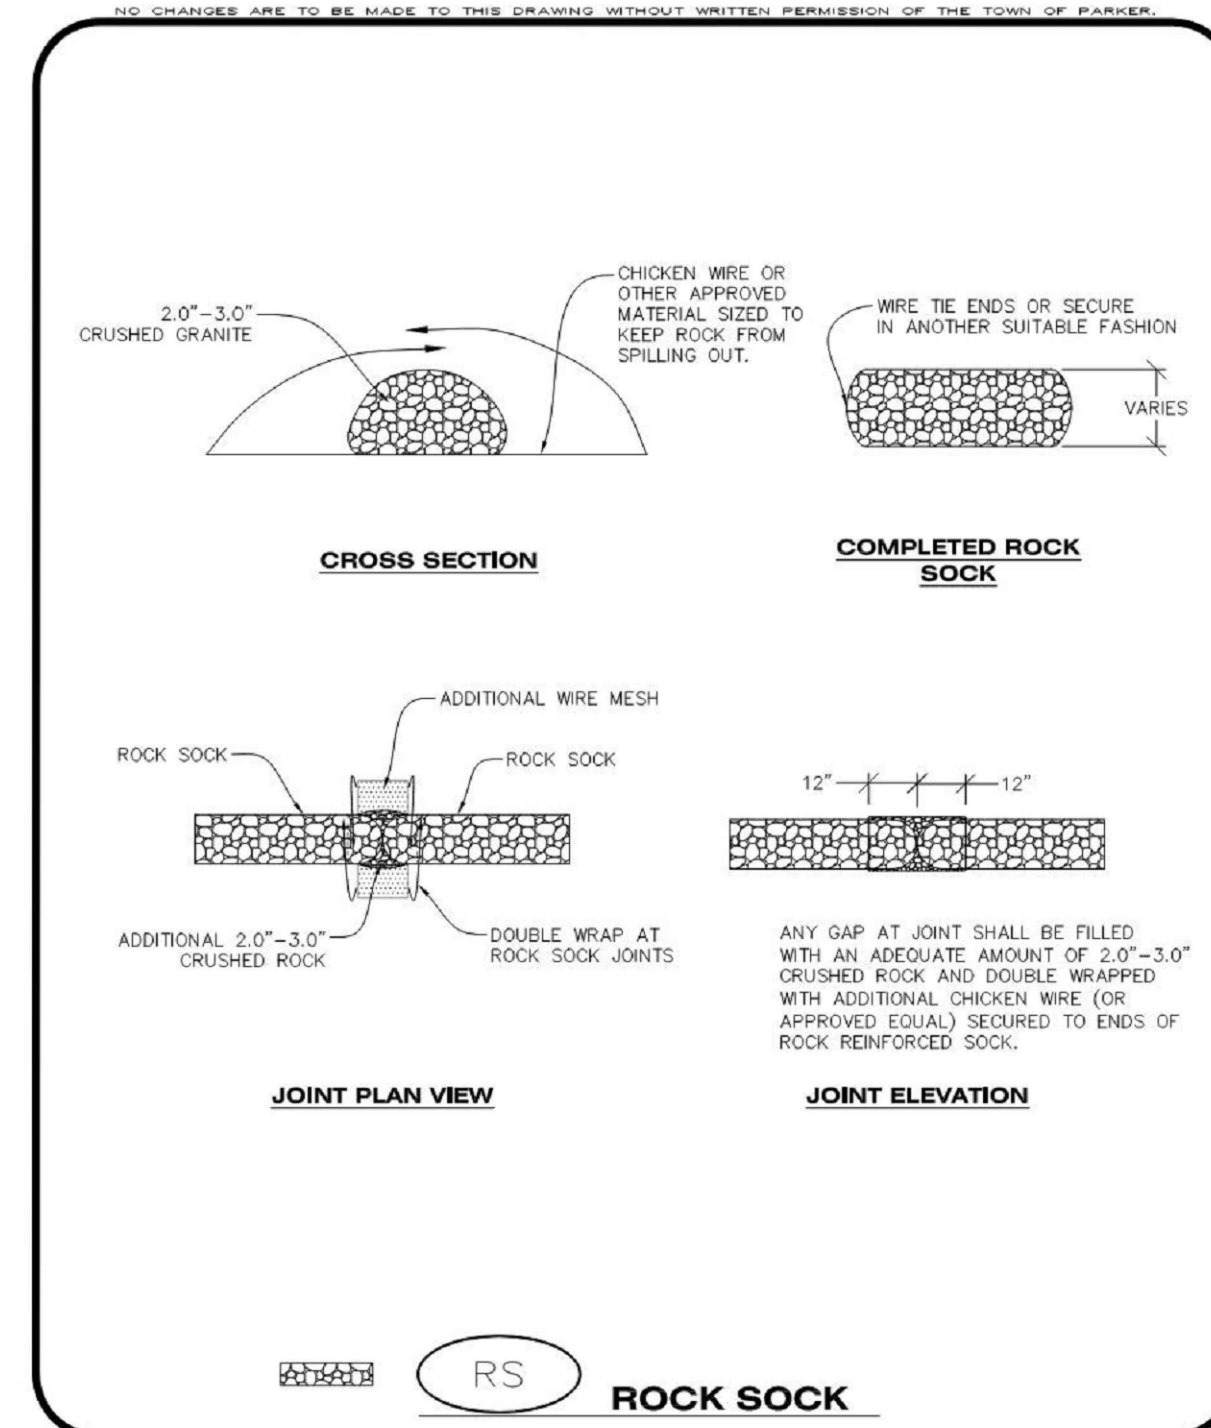 NO CHANGES ARE TO BE MADE TO THIS DRAWING WITHOUT WRITTEN PERMISSION OF THE TOWN OF PARKER.
2.0"-3.0"
CRUSHED GRANITE
CHICKEN WIRE OR
OTHER APPROVED
MATERIAL SIZED TO
KEEP ROCK FROM
SPILLING OUT.
WIRE TIE ENDS OR SECURE
IN ANOTHER SUITABLE FASHION
VARIES
CROSS SECTION
COMPLETED ROCK
SOCK
ADDITIONAL WIRE MESH
ROCK SOCK
ROCK SOCK
ADDITIONAL 2.0"-3.0"
CRUSHED ROCK
DOUBLE WRAP AT
ROCK SOCK JOINTS
JOINT PLAN VIEW
12"
12"
ANY GAP AT JOINT SHALL BE FILLED
WITH AN ADEQUATE AMOUNT OF 2.0"-3.0"
CRUSHED ROCK AND DOUBLE WRAPPED
WITH ADDITIONAL CHICKEN WIRE (OR
APPROVED EQUAL) SECURED TO ENDS OF
ROCK REINFORCED SOCK.
JOINT ELEVATION
RS
ROCK SOCK